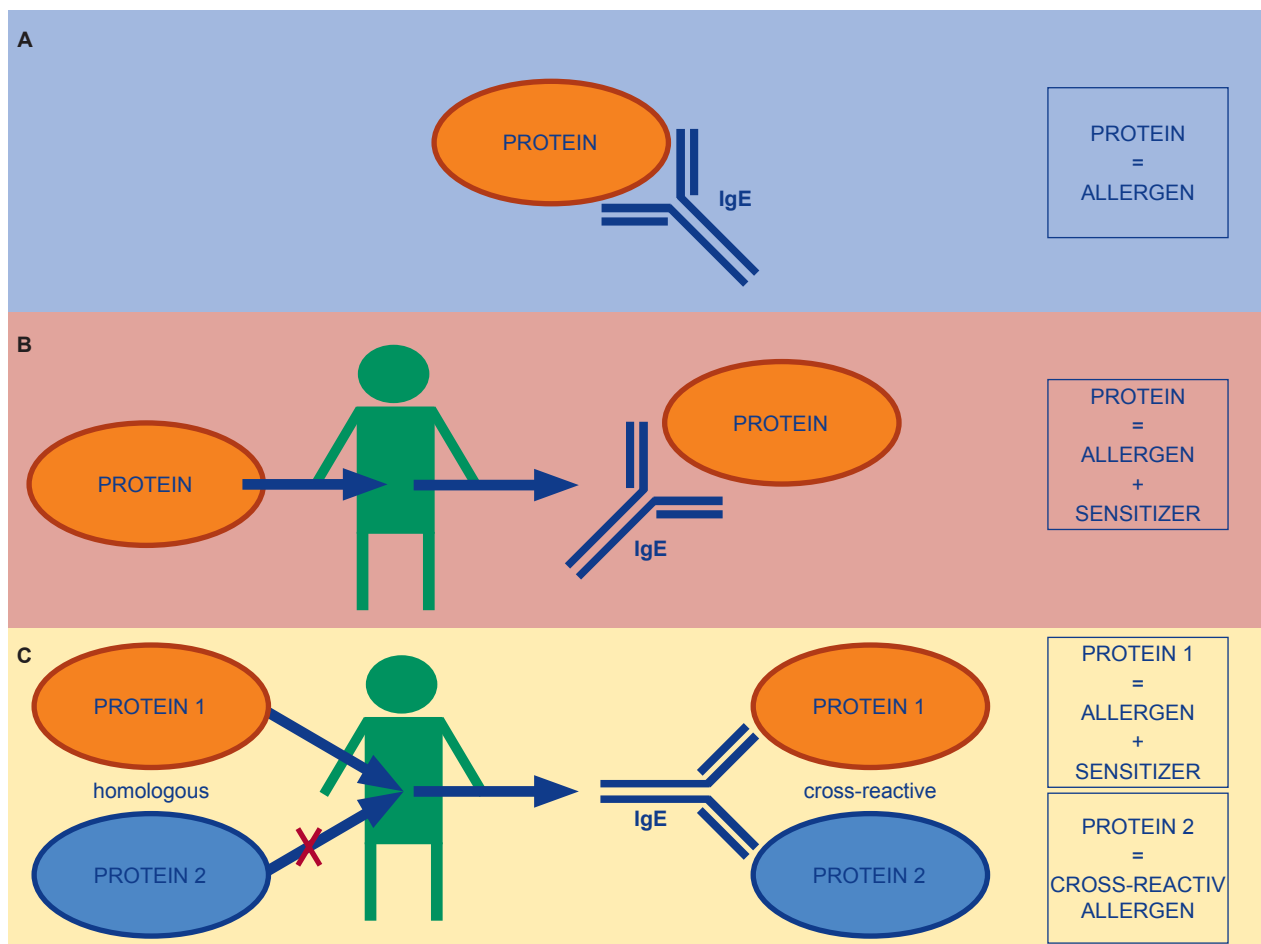 A
PROTEIN
IgE
PROTEIN
=
ALLERGEN
B
PROTEIN
PROTEIN
IgE
PROTEIN
=
ALLERGEN
+
SENSITIZER
C
PROTEIN 1
homologous
PROTEIN 2
PROTEIN 1
cross-reactive
IgE
PROTEIN 2
PROTEIN 1
=
ALLERGEN
+
SENSITIZER
PROTEIN 2
=
CROSS-REACTIV
ALLERGEN